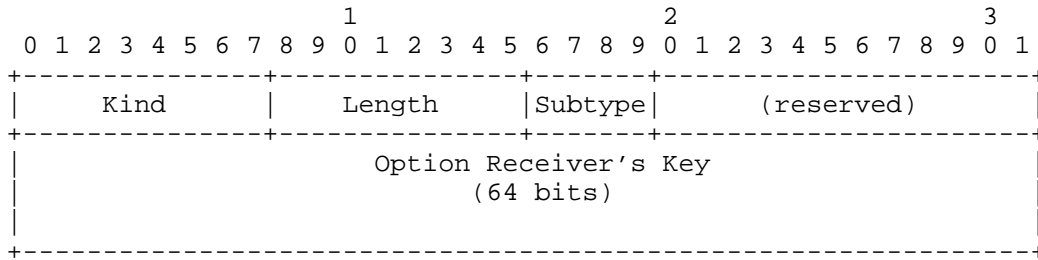 1                   2                   3
 0 1 2 3 4 5 6 7 8 9 0 1 2 3 4 5 6 7 8 9 0 1 2 3 4 5 6 7 8 9 0 1
+---------------+---------------+-------+-----------------------+
|     Kind      |    Length     |Subtype|      (reserved)       |
+---------------+---------------+-------+-----------------------+
|                      Option Receiver's Key                    |
|                            (64 bits)                          |
|                                                               |
+---------------------------------------------------------------+